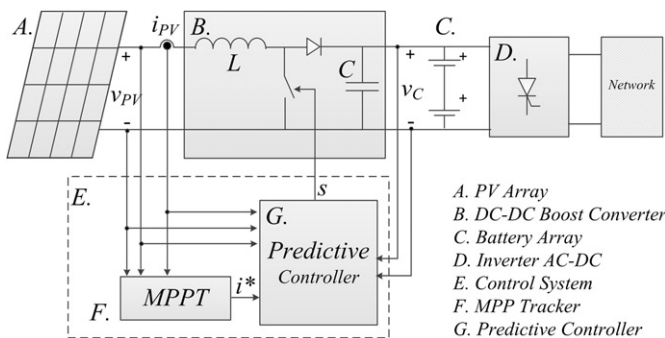 A.
i_PV
B.
L
C
+
v_PV
-
+
v_C
-
C.
+
+
D.
Network
E.
s
G.
Predictive
Controller
F.
MPPT
i*
A. PV Array
B. DC-DC Boost Converter
C. Battery Array
D. Inverter AC-DC
E. Control System
F. MPP Tracker
G. Predictive Controller